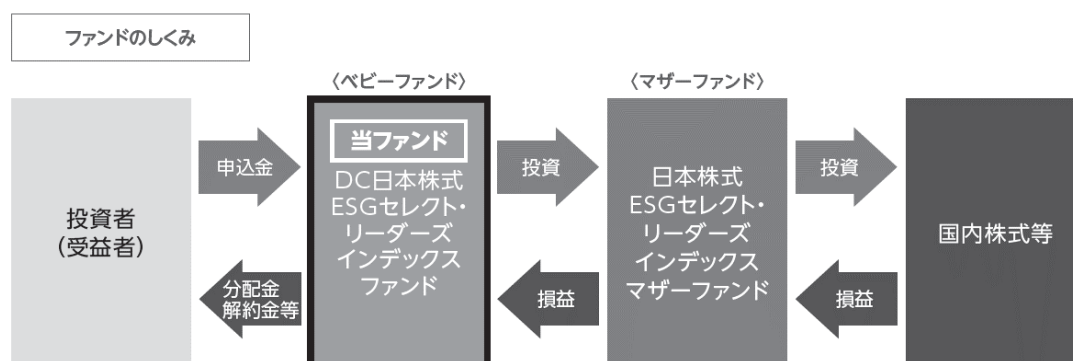 ファンドのしくみ
〈ベビーファンド〉
〈マザーファンド〉
投資者
(受益者)
申込金
分配金
解約金等
当ファンド
DC日本株式
ESGセレクト・
リーダーズ
インデックス
ファンド
投資
損益
日本株式
ESGセレクト・
リーダーズ
インデックス
マザーファンド
投資
損益
国内株式等